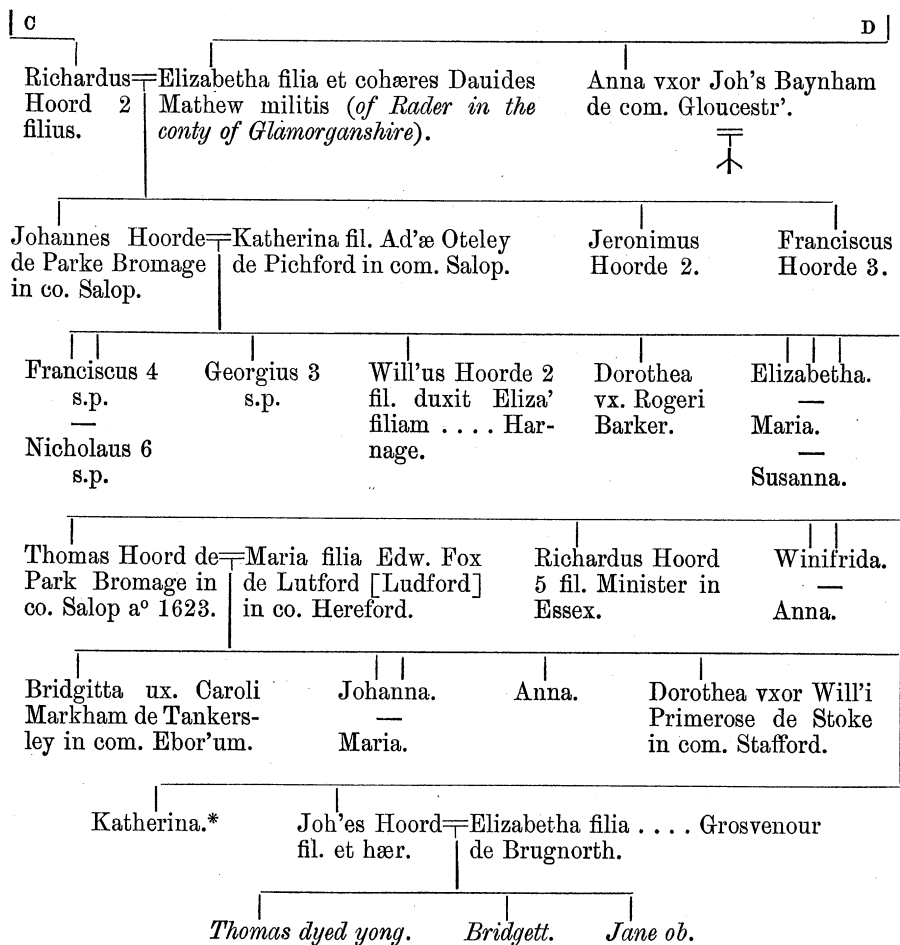 C
D
Richardus Elizabetha filia et cohæres Dauides
Hoord 2 Mathew militis (of Rader in the
filius. conty of Glamorganshire).
Anna vxor Joh's Baynham
de com. Gloucestr'.
Johannes Hoorde Katherina fil. Ad'æ Oteley
de Parke Bromage de Pichford in com. Salop.
in co. Salop.
Jeronimus
Hoorde 2.
Franciscus
Hoorde 3.
Franciscus 4
s.p.
—
Nicholaus 6
s.p.
Georgius 3
s.p.
Will'us Hoorde 2
fil. duxit Eliza'
filiam .... Har-
nage.
Dorothea
vx. Rogeri
Barker.
Elizabetha.
—
Maria.
—
Susanna.
Thomas Hoord de Maria filia Edw. Fox
Park Bromage in de Lutford [Ludford]
co. Salop aº 1623. in co. Hereford.
Richardus Hoord
5 fil. Minister in
Essex.
Winifrida.
—
Anna.
Bridgitta ux. Caroli
Markham de Tankers-
ley in com. Ebor'um.
Johanna.
—
Maria.
Anna.
Dorothea vxor Will'i
Primerose de Stoke
in com. Stafford.
Katherina.*
Joh'es Hoord Elizabetha filia .... Grosvenour
fil. et hær. de Brugnorth.
Thomas dyed yong. Bridgett. Jane ob.